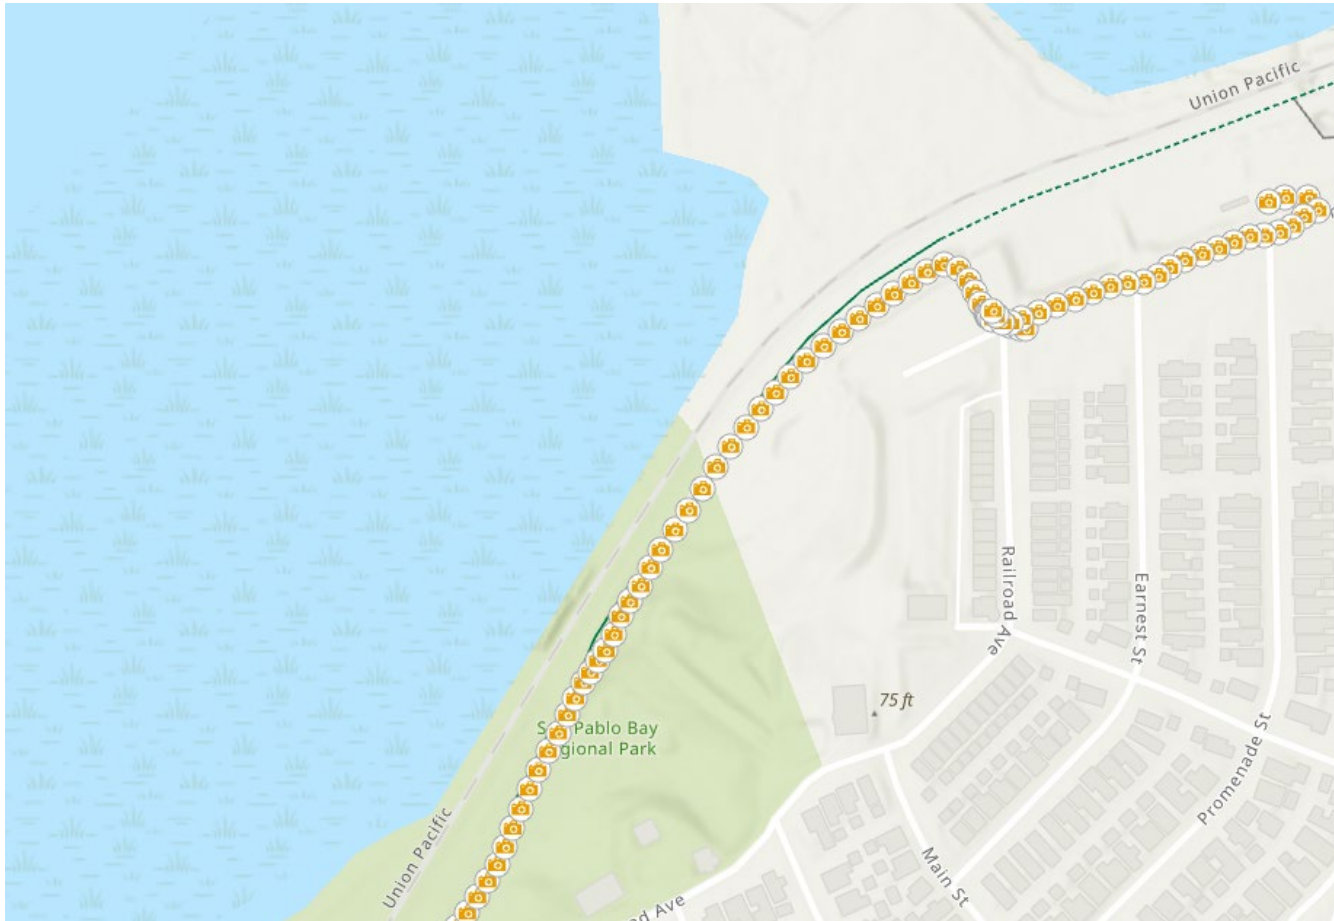 Union Pacific
Railroad Ave
Earnest St
75 ft
Pablo Bay
gional Park
Promenade St
Union Pacific
Main St
Ave